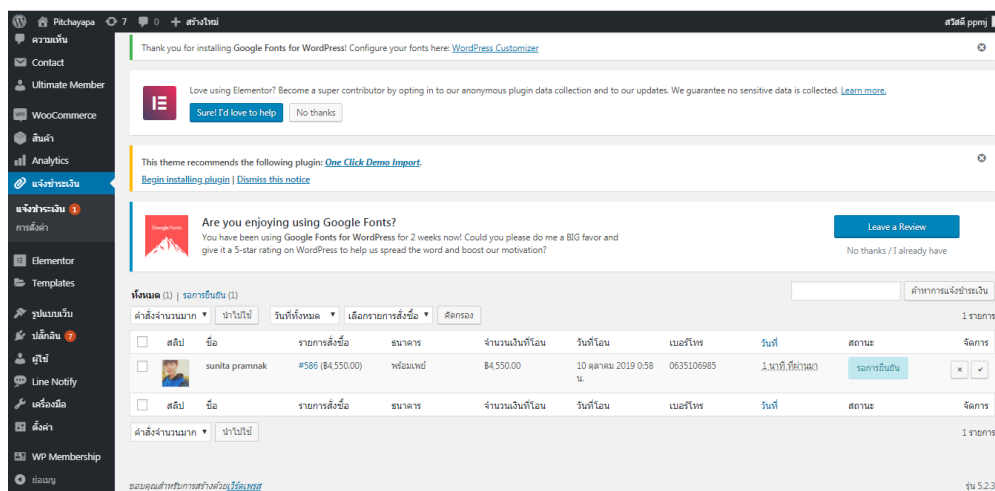 Pitchayapa 7 0 + สร้างใหม่ สวัสดี ppmj
ความเห็น
Contact
Ultimate Member
WooCommerce
สินค้า
Analytics
แจ้งชำระเงิน
แจ้งชำระเงิน 1
การตั้งค่า
Elementor
Templates
รูปแบบเว็บ
ปลั๊กอิน 7
ผู้ใช้
Line Notify
เครื่องมือ
ตั้งค่า
WP Membership
ย่อเมนู
Thank you for installing Google Fonts for WordPress! Configure your fonts here: WordPress Customizer
Love using Elementor? Become a super contributor by opting in to our anonymous plugin data collection and to our updates. We guarantee no sensitive data is collected. Learn more.
Sure! I'd love to help No thanks
This theme recommends the following plugin: One Click Demo Import.
Begin installing plugin | Dismiss this notice
Google Fonts
Are you enjoying using Google Fonts?
You have been using Google Fonts for WordPress for 2 weeks now! Could you please do me a BIG favor and
give it a 5-star rating on WordPress to help us spread the word and boost our motivation?
Leave a Review
No thanks / I already have
ทั้งหมด (1) | รอการยืนยัน (1)
ค้าหาการแจ้งชำระเงิน
คำสั่งจำนวนมาก นำไปใช้ วันที่ทั้งหมด เลือกรายการสั่งซื้อ คัดกรอง 1 รายการ
สลิป ชื่อ รายการสั่งซื้อ ธนาคาร จำนวนเงินที่โอน วันที่โอน เบอร์โทร วันที่ สถานะ จัดการ
sunita pramnak #586 (฿4,550.00) พร้อมเพย์ ฿4,550.00 10 ตุลาคม 2019 0:58 0635106985 1 นาที ที่ผ่านมา รอการยืนยัน
น.
สลิป ชื่อ รายการสั่งซื้อ ธนาคาร จำนวนเงินที่โอน วันที่โอน เบอร์โทร วันที่ สถานะ จัดการ
คำสั่งจำนวนมาก นำไปใช้ 1 รายการ
ขอบคุณสำหรับการสร้างด้วยเวิร์ดเพรส รุ่น 5.2.3